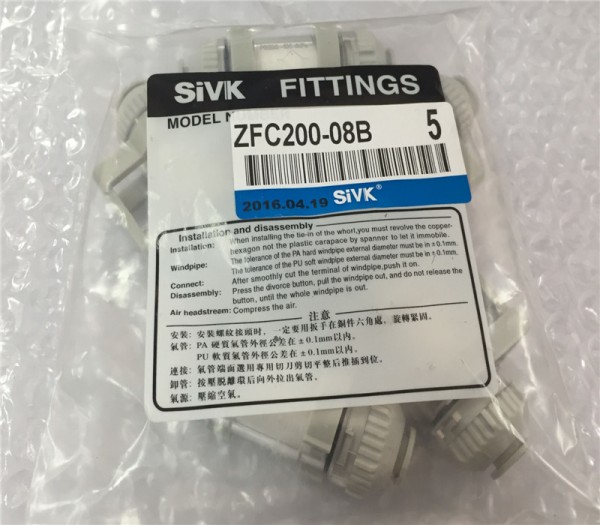 SiVK FITTINGS
MODEL
ZFC200-08B 5
2016.04.19 SiVK®
Installation and disassembly
Installation: When installing the tie-in of the whorl,you must revolve the copper-
hexagon not the plastic carapace by spanner to let it immobile.
Windpipe: The tolerance of the PA hard windpipe external diameter must be in ±0.1mm.
The tolerance of the PU soft windpipe external diameter must be in ±0.1mm.
Connect: After smoothly cut the terminal of windpipe,push it on.
Disassembly: Press the divorce button, pull the windpipe out, and do not release the
button, until the whole windpipe is out.
Air headstream: Compress the air.
注意
安裝: 安裝螺紋接頭时,一定要用扳手在銅件六角處,旋轉紧固。
氣管: PA 硬質氣管外徑公差在±0.1mm以内。
PU 軟質氣管外徑公差在±0.1mm以内。
連接: 氣管端面選用專用切刀剪切平整后推插到位。
卸管: 按壓脱離環后向外拉出氣管。
氣源: 壓縮空氣。